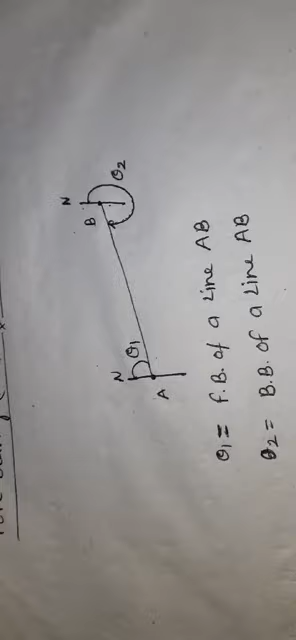 N
B
θ2
N
θ1
A
θ1 = F.B. of a Line AB
θ2 = B.B. of a Line AB